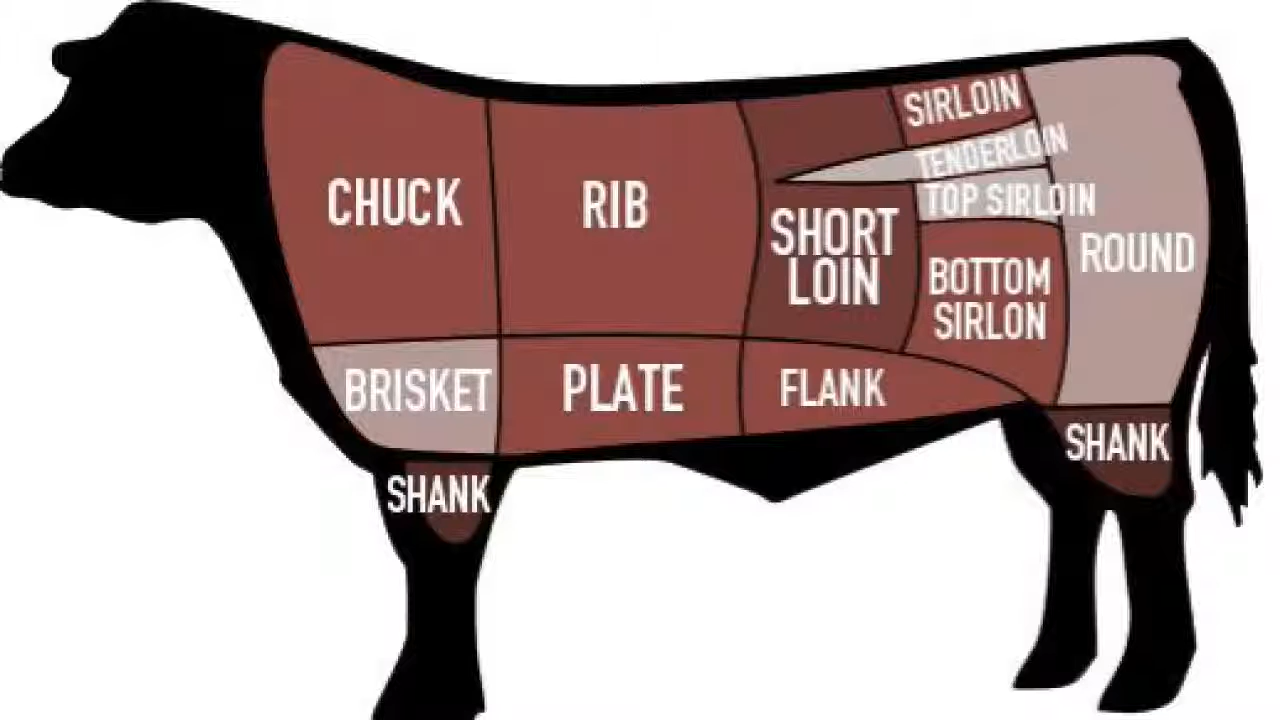 SIRLOIN
TENDERLOIN
TOP SIRLOIN
CHUCK
RIB
SHORT
LOIN
ROUND
BOTTOM
SIRLON
BRISKET
PLATE
FLANK
SHANK
SHANK